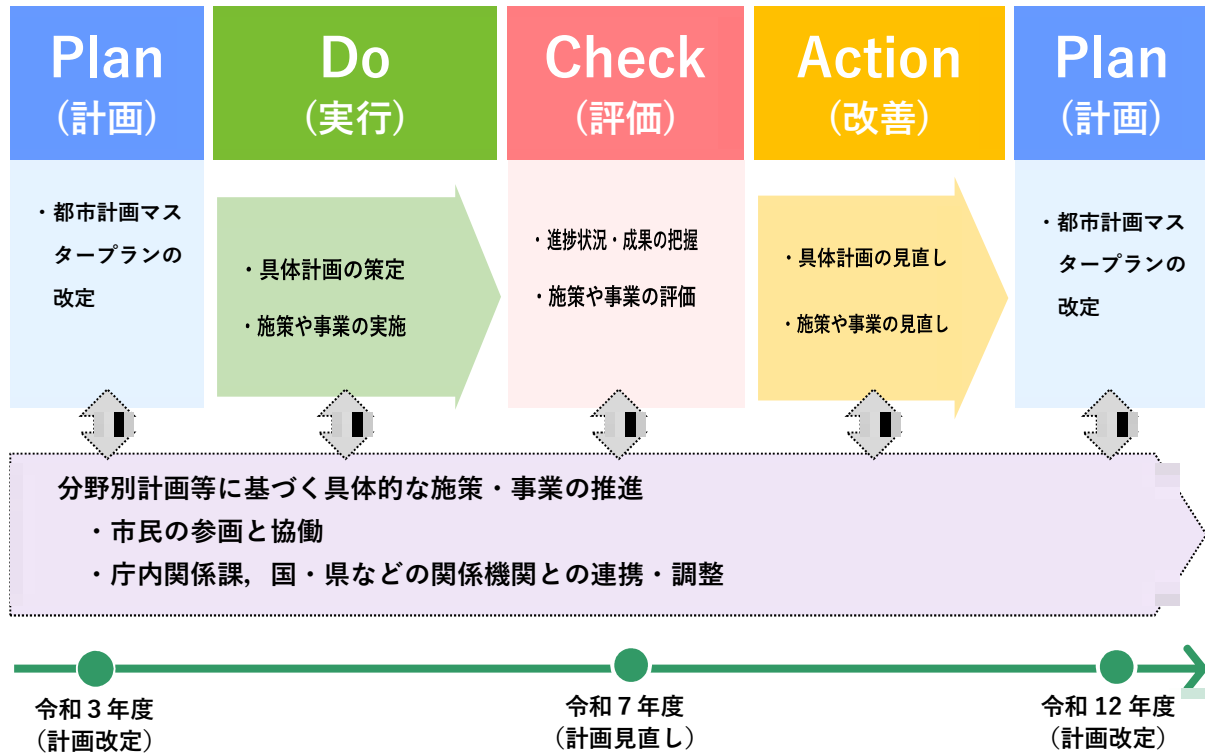 Plan
（計画）
Do
（実行）
Check
（評価）
Action
（改善）
Plan
（計画）
・都市計画マス
タープランの
改定
・具体計画の策定
・施策や事業の実施
・進捗状況・成果の把握
・施策や事業の評価
・具体計画の見直し
・施策や事業の見直し
・都市計画マス
タープランの
改定
分野別計画等に基づく具体的な施策・事業の推進
・市民の参画と協働
・庁内関係課，国・県などの関係機関との連携・調整
令和３年度
（計画改定）
令和７年度
（計画見直し）
令和 12 年度
（計画改定）